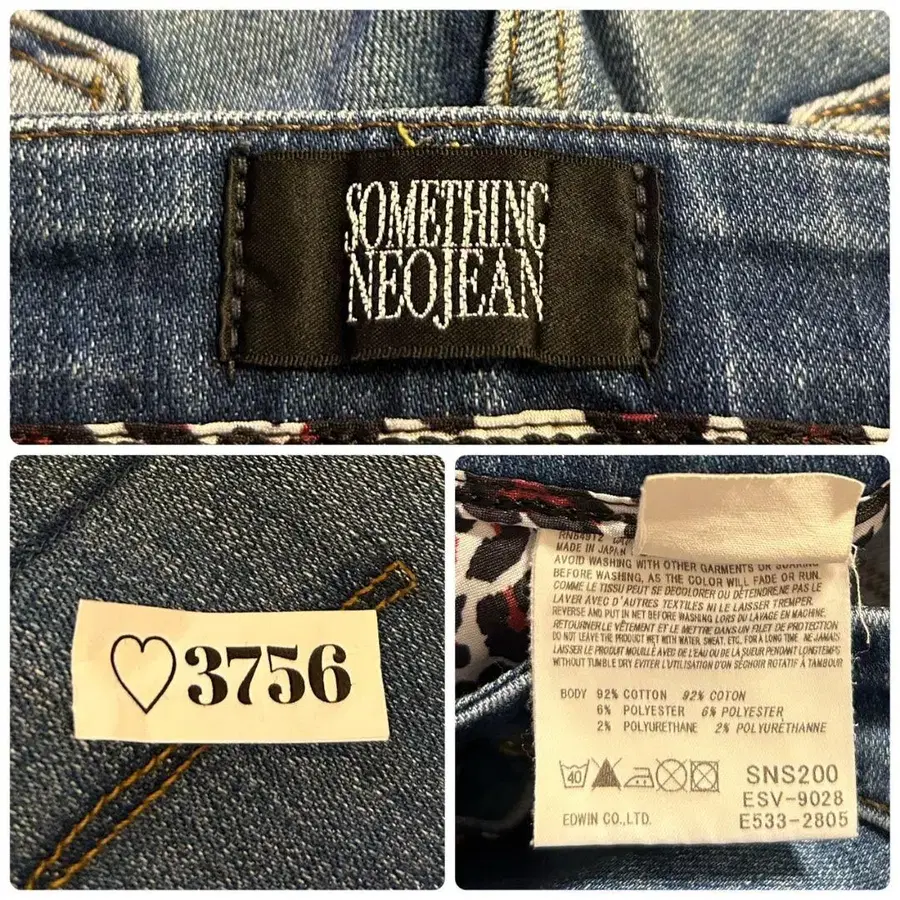 SOMETHING
NEOJEAN
♡3756
RN84912
MADE IN JAPAN
AVOID WASHING WITH OTHER GARMENTS OR SOAKING
BEFORE WASHING, AS THE COLOR WILL FADE OR RUN.
COMME LE TISSU PEUT SE DECOLORER OU DÉTEINDRE,NE PAS LE
LAVER AVEC D'AUTRES TEXTILES NI LE LAISSER TREMPER.
REVERSE AND PUT IN NET BEFORE WASHING LORS DU LAVAGE EN MACHINE,
RETOURNER LE VÊTEMENT ET LE METTRE DANS UN FILET DE PROTECTION
DO NOT LEAVE THE PRODUCT WET WITH WATER, SWEAT, ETC. FOR A LONG TIME. NE JAMAIS
LAISSER LE PRODUIT MOUILLÉ AVEC DE L'EAU OU DE LA SUEUR PENDANT LONGTEMPS
WITHOUT TUMBLE DRY EVITER L'UTILISATION D'UN SÉCHOIR ROTATIF À TAMBOUR
BODY 92% COTTON 92% COTON
6% POLYESTER 6% POLYESTER
2% POLYURETHANE 2% POLYURÉTHANNE
40
SNS200
ESV-9028
EDWIN CO.,LTD. E533-2805